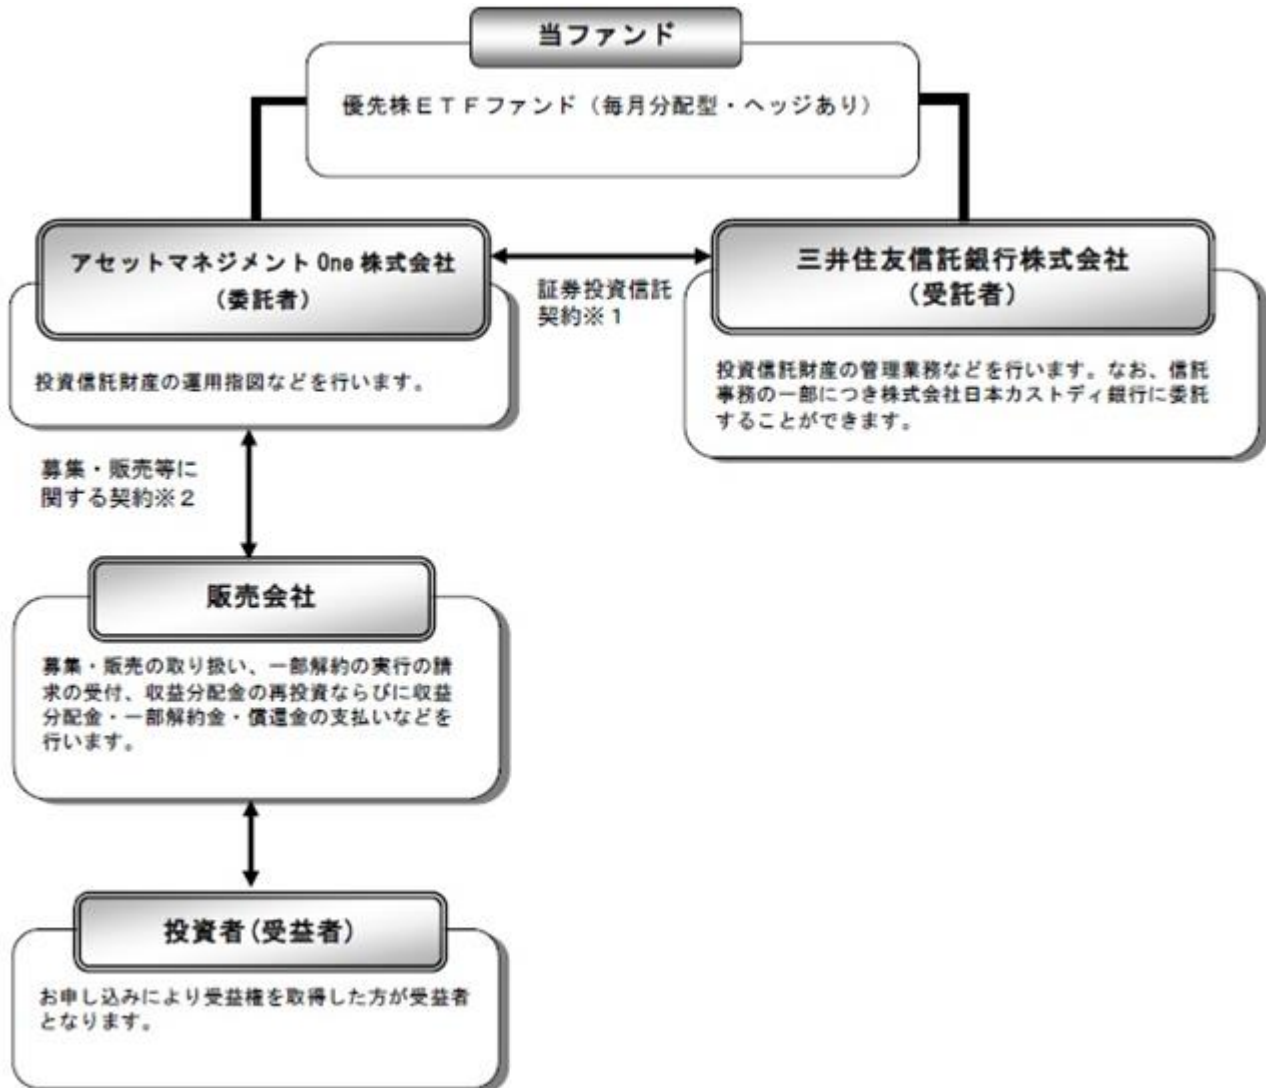 当ファンド
優先株ETFファンド（毎月分配型・ヘッジあり）
アセットマネジメント One 株式会社
（委託者）
投資信託財産の運用指図などを行います。
証券投資信託
契約※１
三井住友信託銀行株式会社
（受託者）
投資信託財産の管理業務などを行います。なお、信託
事務の一部につき株式会社日本カストディ銀行に委託
することができます。
募集・販売等に
関する契約※２
販売会社
募集・販売の取り扱い、一部解約の実行の請
求の受付、収益分配金の再投資ならびに収益
分配金・一部解約金・償還金の支払いなどを
行います。
投資者(受益者)
お申し込みにより受益権を取得した方が受益者
となります。